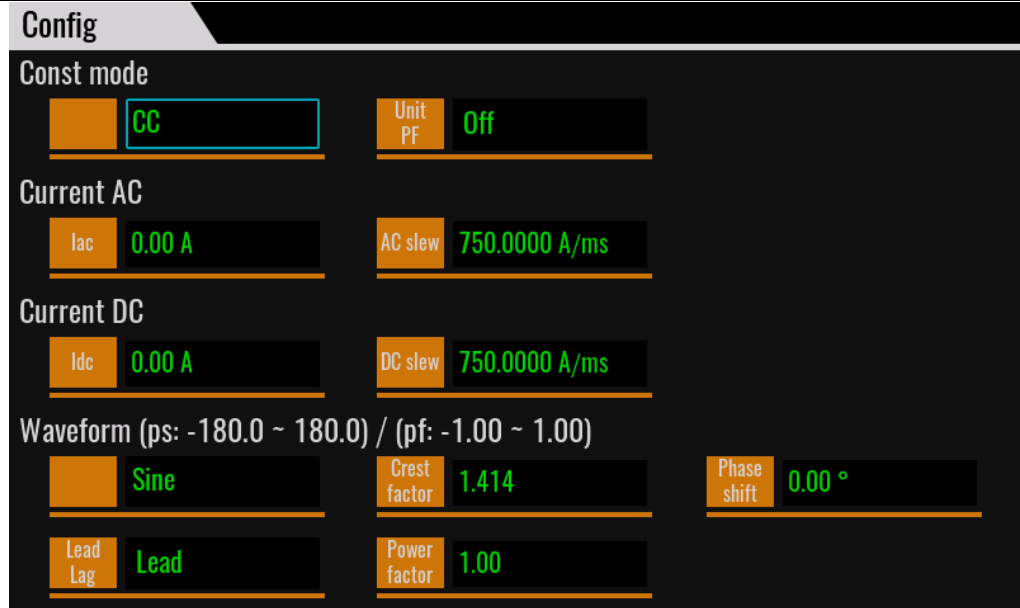 Config
Const mode
CC
Unit
PF
Off
Current AC
Iac
0.00 A
AC slew
750.0000 A/ms
Current DC
Idc
0.00 A
DC slew
750.0000 A/ms
Waveform (ps: -180.0 ~ 180.0) / (pf: -1.00 ~ 1.00)
Sine
Crest
factor
1.414
Phase
shift
0.00 °
Lead
Lag
Lead
Power
factor
1.00